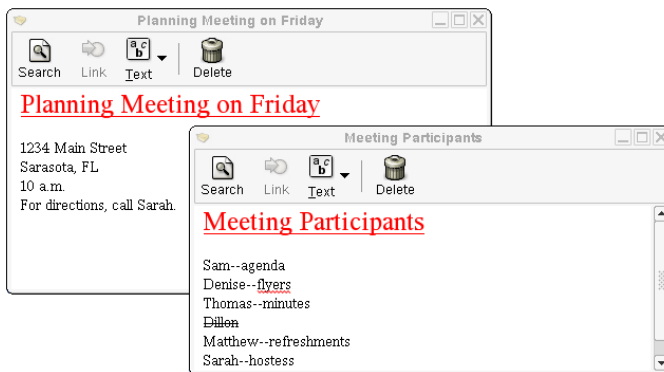 Planning Meeting on Friday
Search Link Text Delete
Planning Meeting on Friday
1234 Main Street
Sarasota, FL
10 a.m.
For directions, call Sarah.
Meeting Participants
Search Link Text Delete
Meeting Participants
Sam--agenda
Denise--flyers
Thomas--minutes
Dillon
Matthew--refreshments
Sarah--hostess